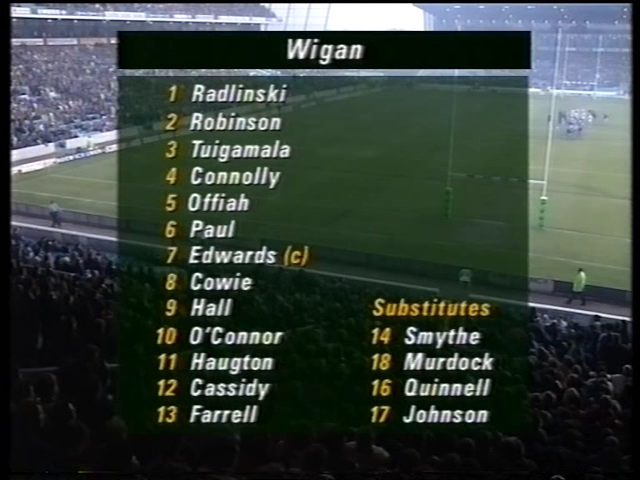 Wigan
1 Radlinski
2 Robinson
3 Tuigamala
4 Connolly
5 Offiah
6 Paul
7 Edwards (c)
8 Cowie
9 Hall
10 O'Connor
11 Haugton
12 Cassidy
13 Farrell
Substitutes
14 Smythe
18 Murdock
16 Quinnell
17 Johnson